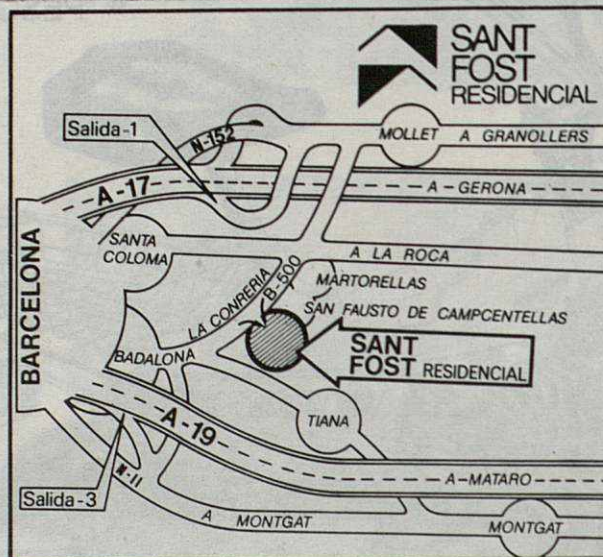 SANT
FOST
RESIDENCIAL
Salida-1
N-152
MOLLET
A GRANOLLERS
A-17
A-GERONA
SANTA
COLOMA
A LA ROCA
BARCELONA
LA CONRERIA
B-500
MARTORELLAS
SAN FAUSTO DE CAMPCENTELLAS
BADALONA
SANT
FOST RESIDENCIAL
TIANA
A-19
N-11
Salida-3
A-MATARO
A MONTGAT
MONTGAT